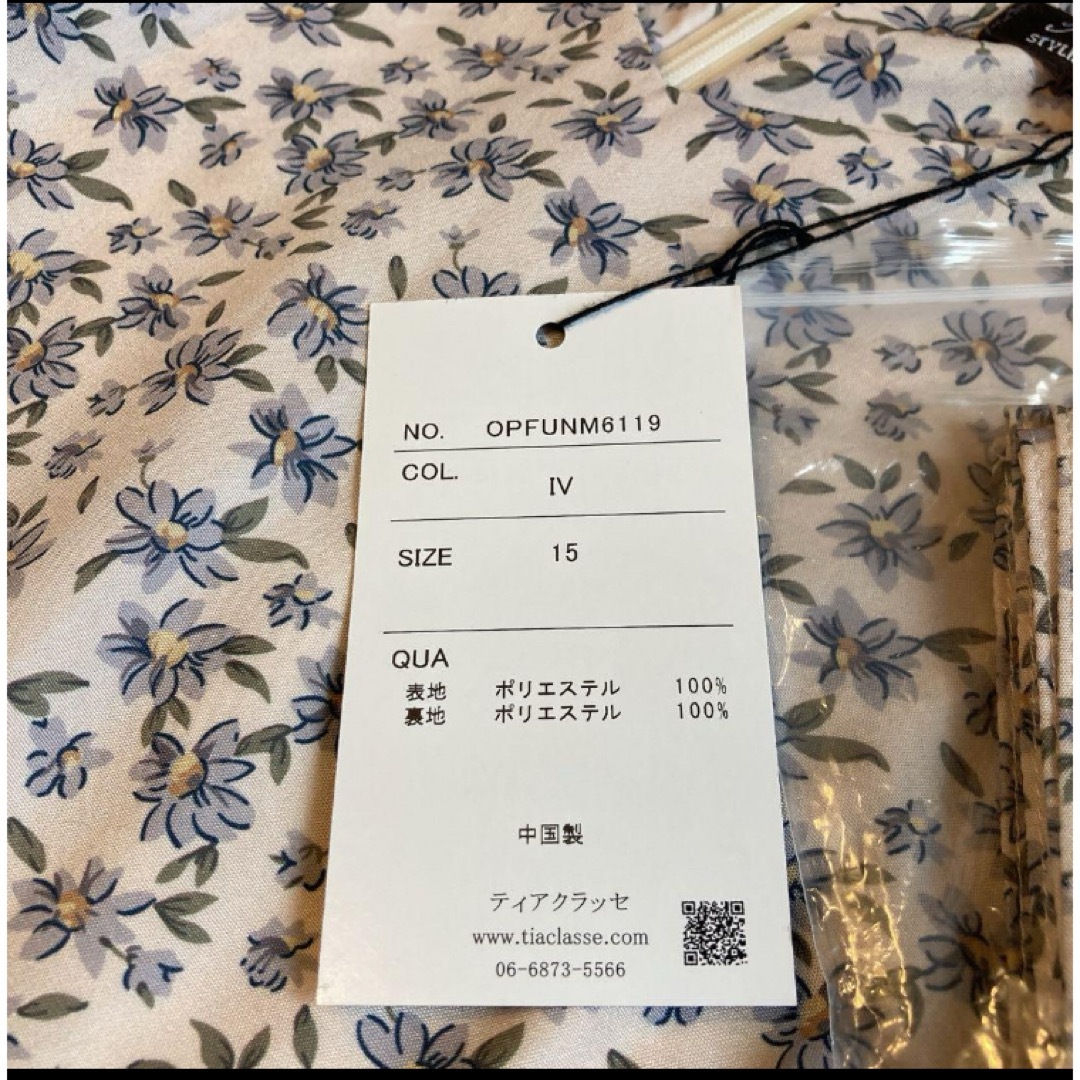 NO. OPFUNM6119
COL. IV
SIZE 15
QUA
表地 ポリエステル 100%
裏地 ポリエステル 100%
中国製
ティアクラッセ
www.tiaclasse.com
06-6873-5566